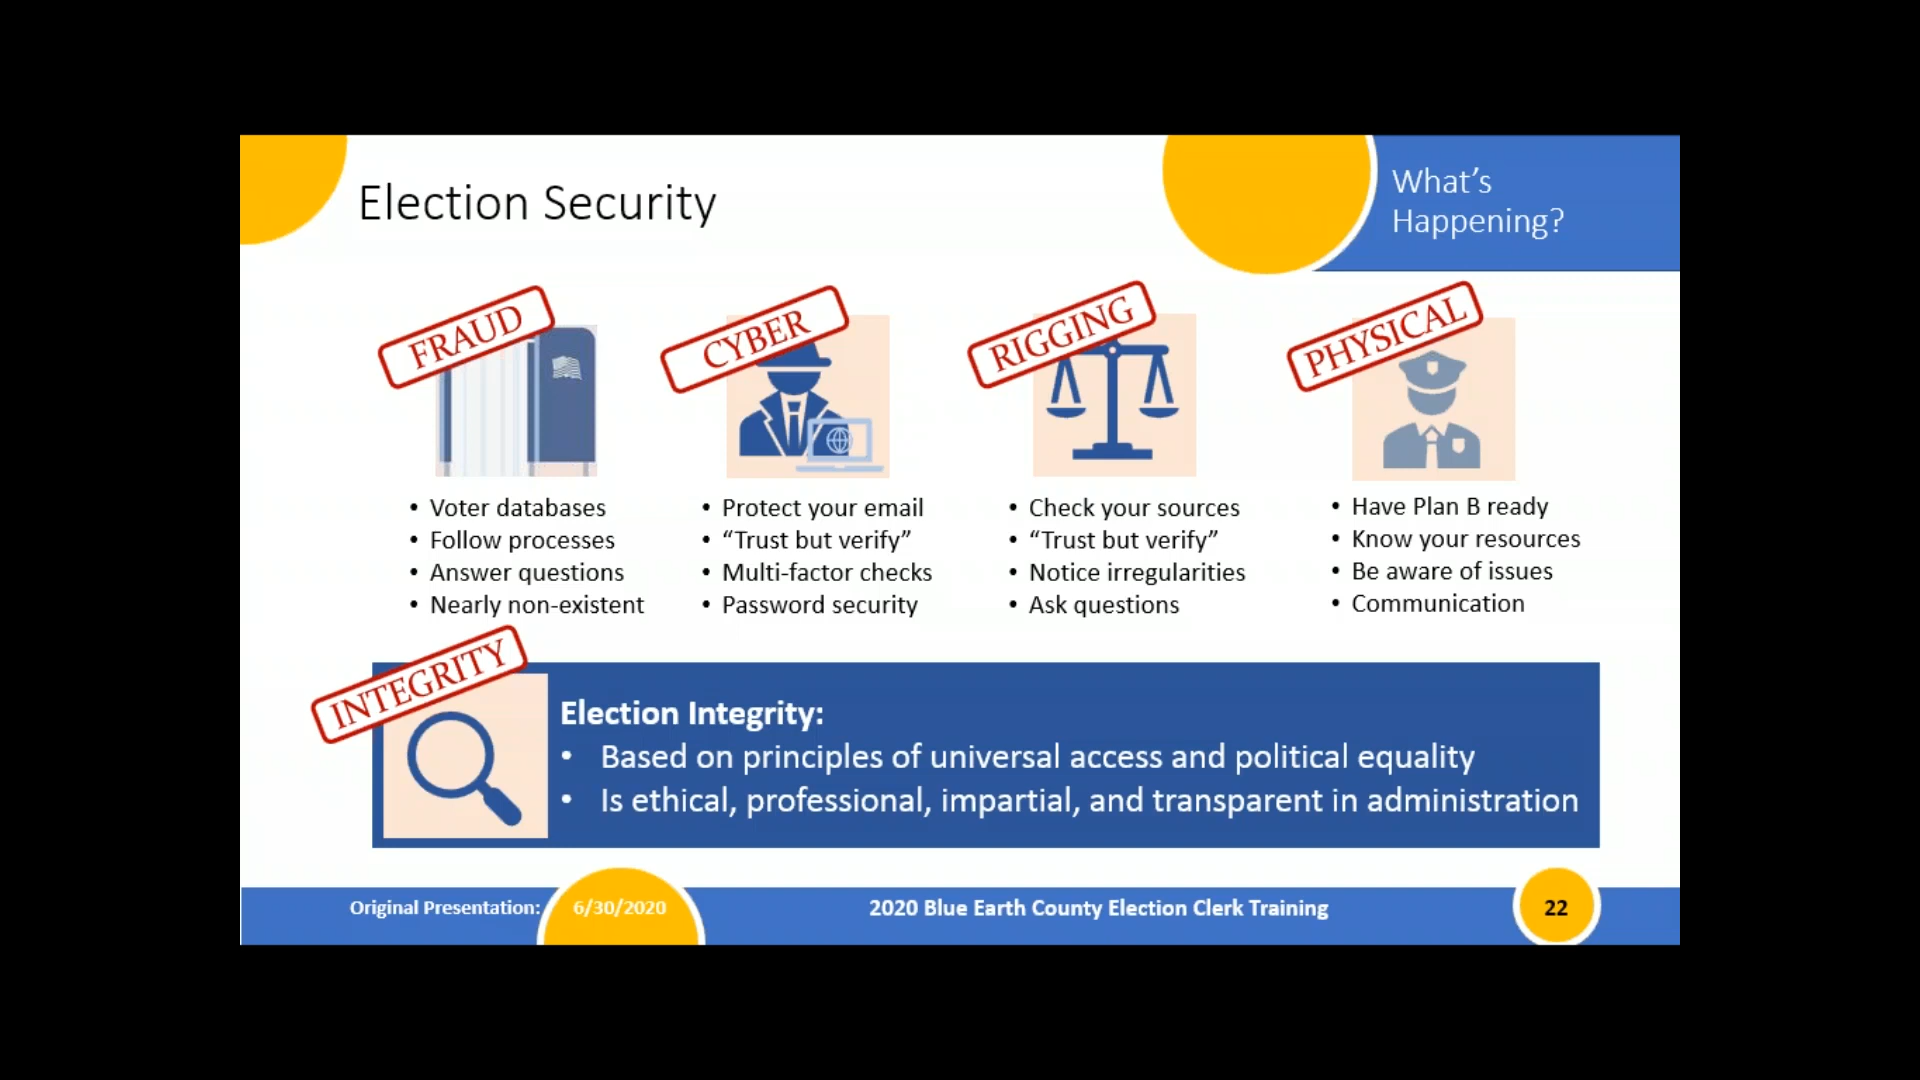 Election Security
What's
Happening?
FRAUD
• Voter databases
• Follow processes
• Answer questions
• Nearly non-existent
CYBER
• Protect your email
• “Trust but verify”
• Multi-factor checks
• Password security
RIGGING
• Check your sources
• “Trust but verify”
• Notice irregularities
• Ask questions
PHYSICAL
• Have Plan B ready
• Know your resources
• Be aware of issues
• Communication
INTEGRITY
Election Integrity:
• Based on principles of universal access and political equality
• Is ethical, professional, impartial, and transparent in administration
Original Presentation: 6/30/2020
2020 Blue Earth County Election Clerk Training
22